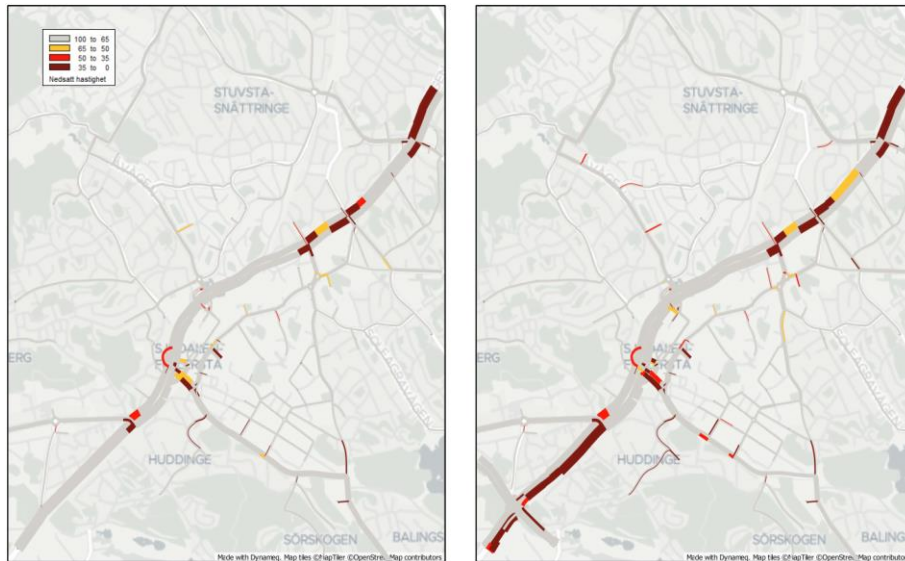 100 to 65
65 to 50
50 to 35
35 to 0
Nedsatt hastighet
STUVSTA-
SNÄTTRINGE
HUDDINGE
SÖRSKOGEN
BALINGS
Made with Dynameq. Map tiles ©MapTiler ©OpenStreetMap contributors
STUVSTA-
SNÄTTRINGE
ERG
HUDDINGE
SÖRSKOGEN
BALINGS
Made with Dynameq. Map tiles ©MapTiler ©OpenStreetMap contributors